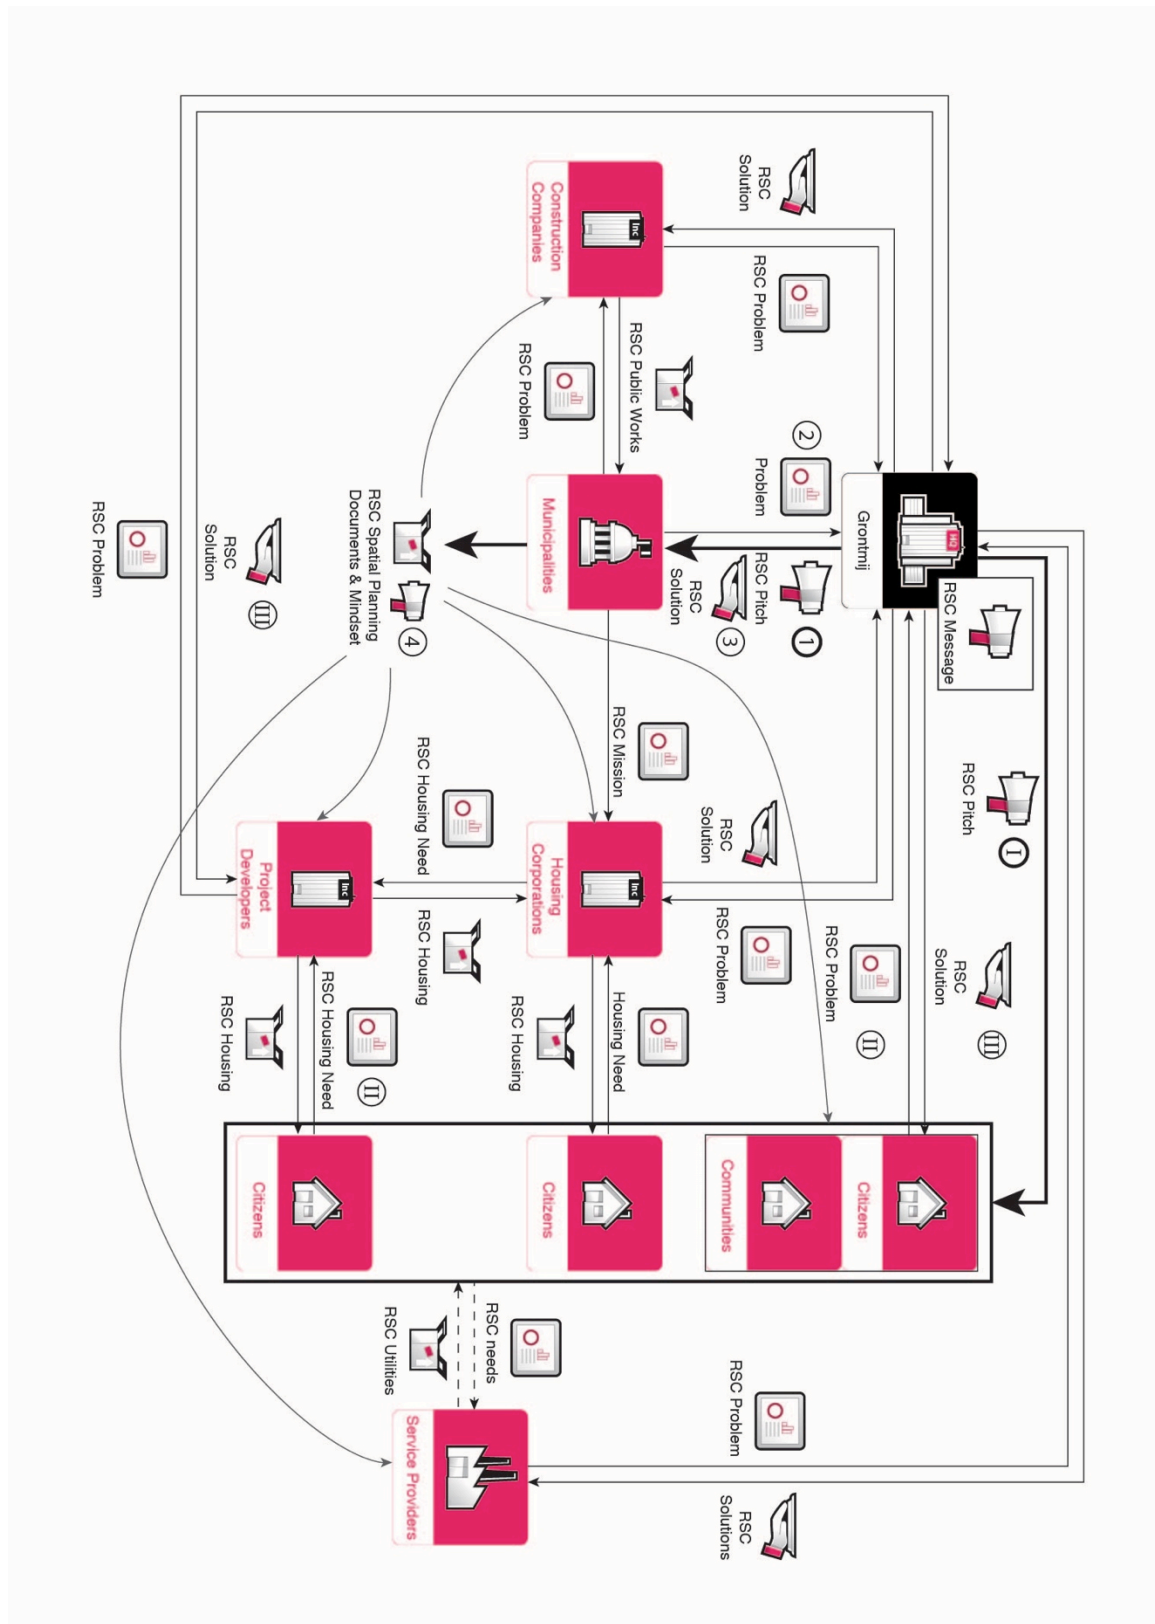 RSC Message
RSC Pitch
I
III
RSC
Solution
HQ
Grontmij
II
RSC Problem
Citizens
RSC
Solution
RSC Problem
2
Problem
1
RSC Pitch
3
RSC
Solution
RSC
Solution
RSC Problem
Communities
RSC Problem
RSC
Solutions
Inc
Construction
Companies
RSC Public Works
RSC Problem
Municipalities
RSC Mission
Inc
Housing
Corporations
Housing Need
RSC Housing
Citizens
RSC needs
RSC Utilities
Service Providers
4
RSC Spatial Planning
Documents & Mindset
RSC Housing Need
RSC Housing
Inc
Project
Developers
II
RSC Housing Need
RSC Housing
Citizens
III
RSC
Solution
RSC Problem